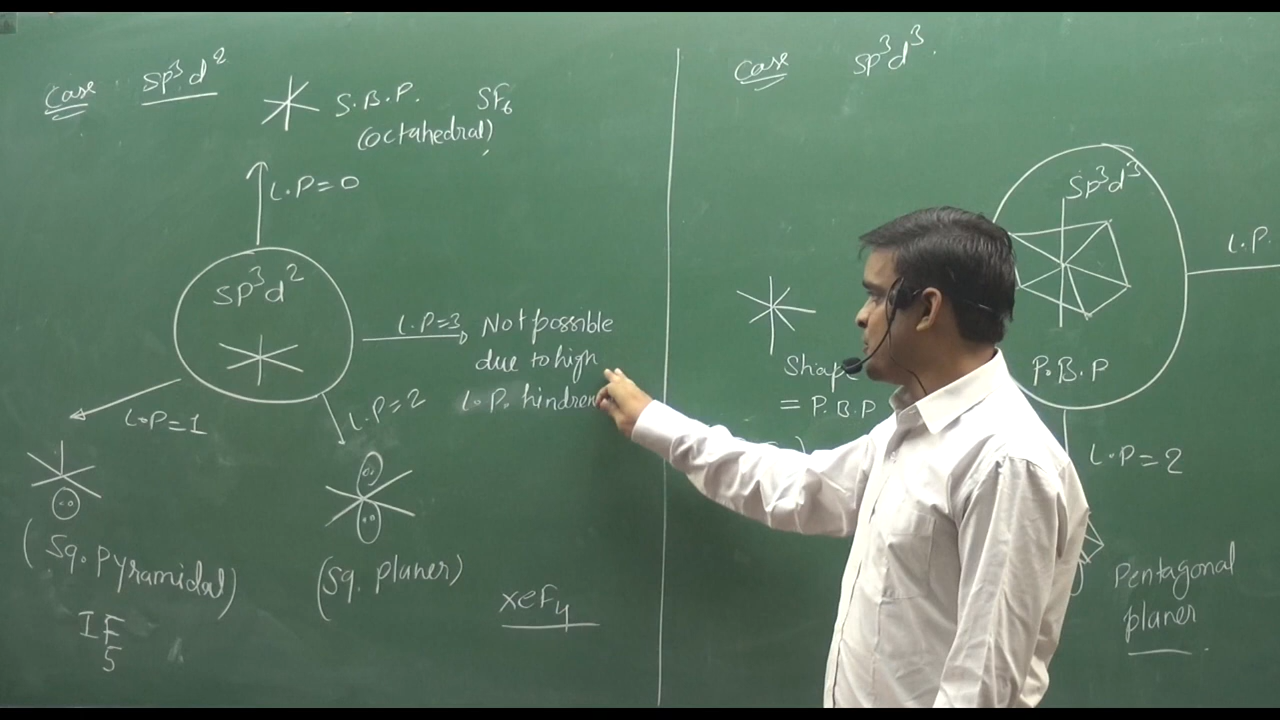 Case : sp³d²
S.B.P. SF₆
(octahedral)
L.P=0
sp³d²
L.P=3 Not possible
due to high
L.P. hindren
L.P=1
L.P=2
(Sq. pyramidal)
IF₅
(Sq. planer)
XeF₄
Case sp³d³.
sp³d³
P.B.P
L.P.
Shape
= P.B.P
L.P=2
Pentagonal
planer